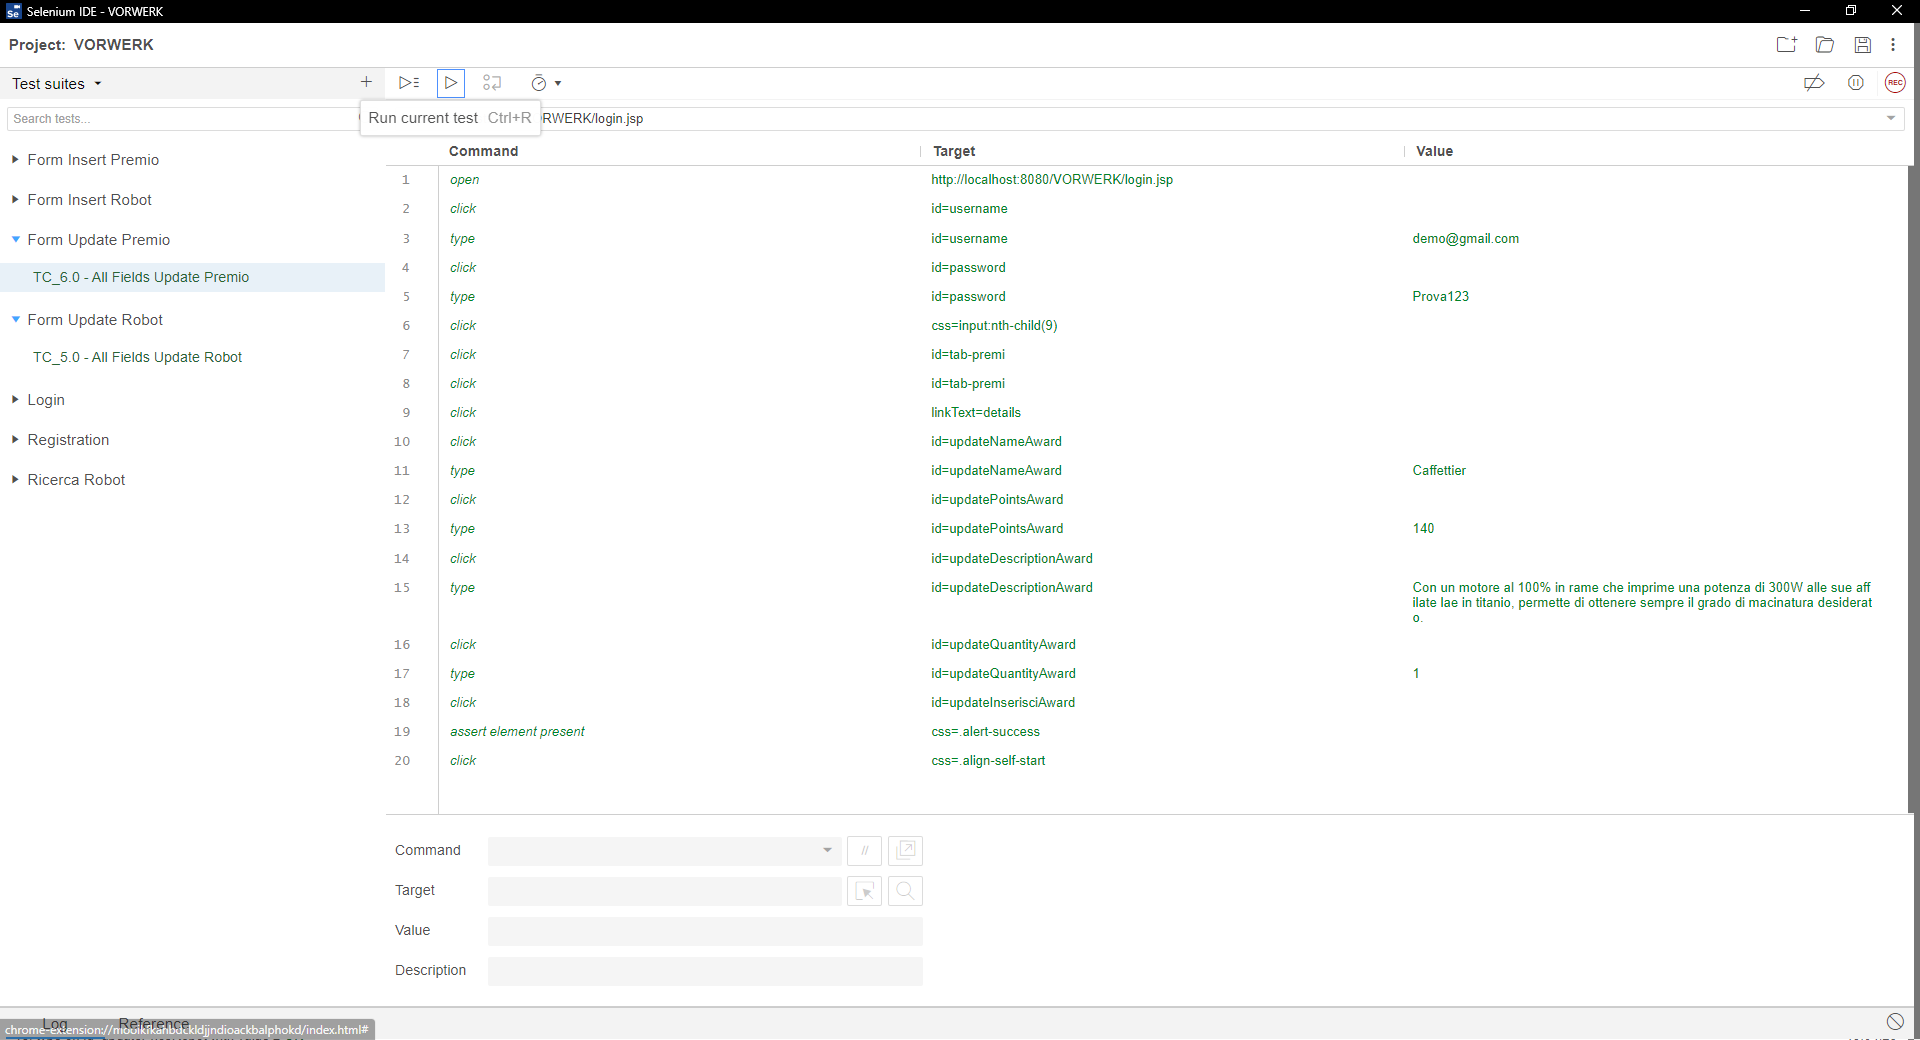 Selenium IDE - VORWERK
Project: VORWERK
Test suites
Search tests...
Run current test Ctrl+R
RWERK/login.jsp
REC
Form Insert Premio
Form Insert Robot
Form Update Premio
TC_6.0 - All Fields Update Premio
Form Update Robot
TC_5.0 - All Fields Update Robot
Login
Registration
Ricerca Robot
Command Target Value
1 open http://localhost:8080/VORWERK/login.jsp
2 click id=username
3 type id=username demo@gmail.com
4 click id=password
5 type id=password Prova123
6 click css=input:nth-child(9)
7 click id=tab-premi
8 click id=tab-premi
9 click linkText=details
10 click id=updateNameAward
11 type id=updateNameAward Caffettier
12 click id=updatePointsAward
13 type id=updatePointsAward 140
14 click id=updateDescriptionAward
15 type id=updateDescriptionAward Con un motore al 100% in rame che imprime una potenza di 300W alle sue aff
ilate lae in titanio, permette di ottenere sempre il grado di macinatura desiderat
o.
16 click id=updateQuantityAward
17 type id=updateQuantityAward 1
18 click id=updateInserisciAward
19 assert element present css=.alert-success
20 click css=.align-self-start
Command
//
Target
Value
Description
Log Reference